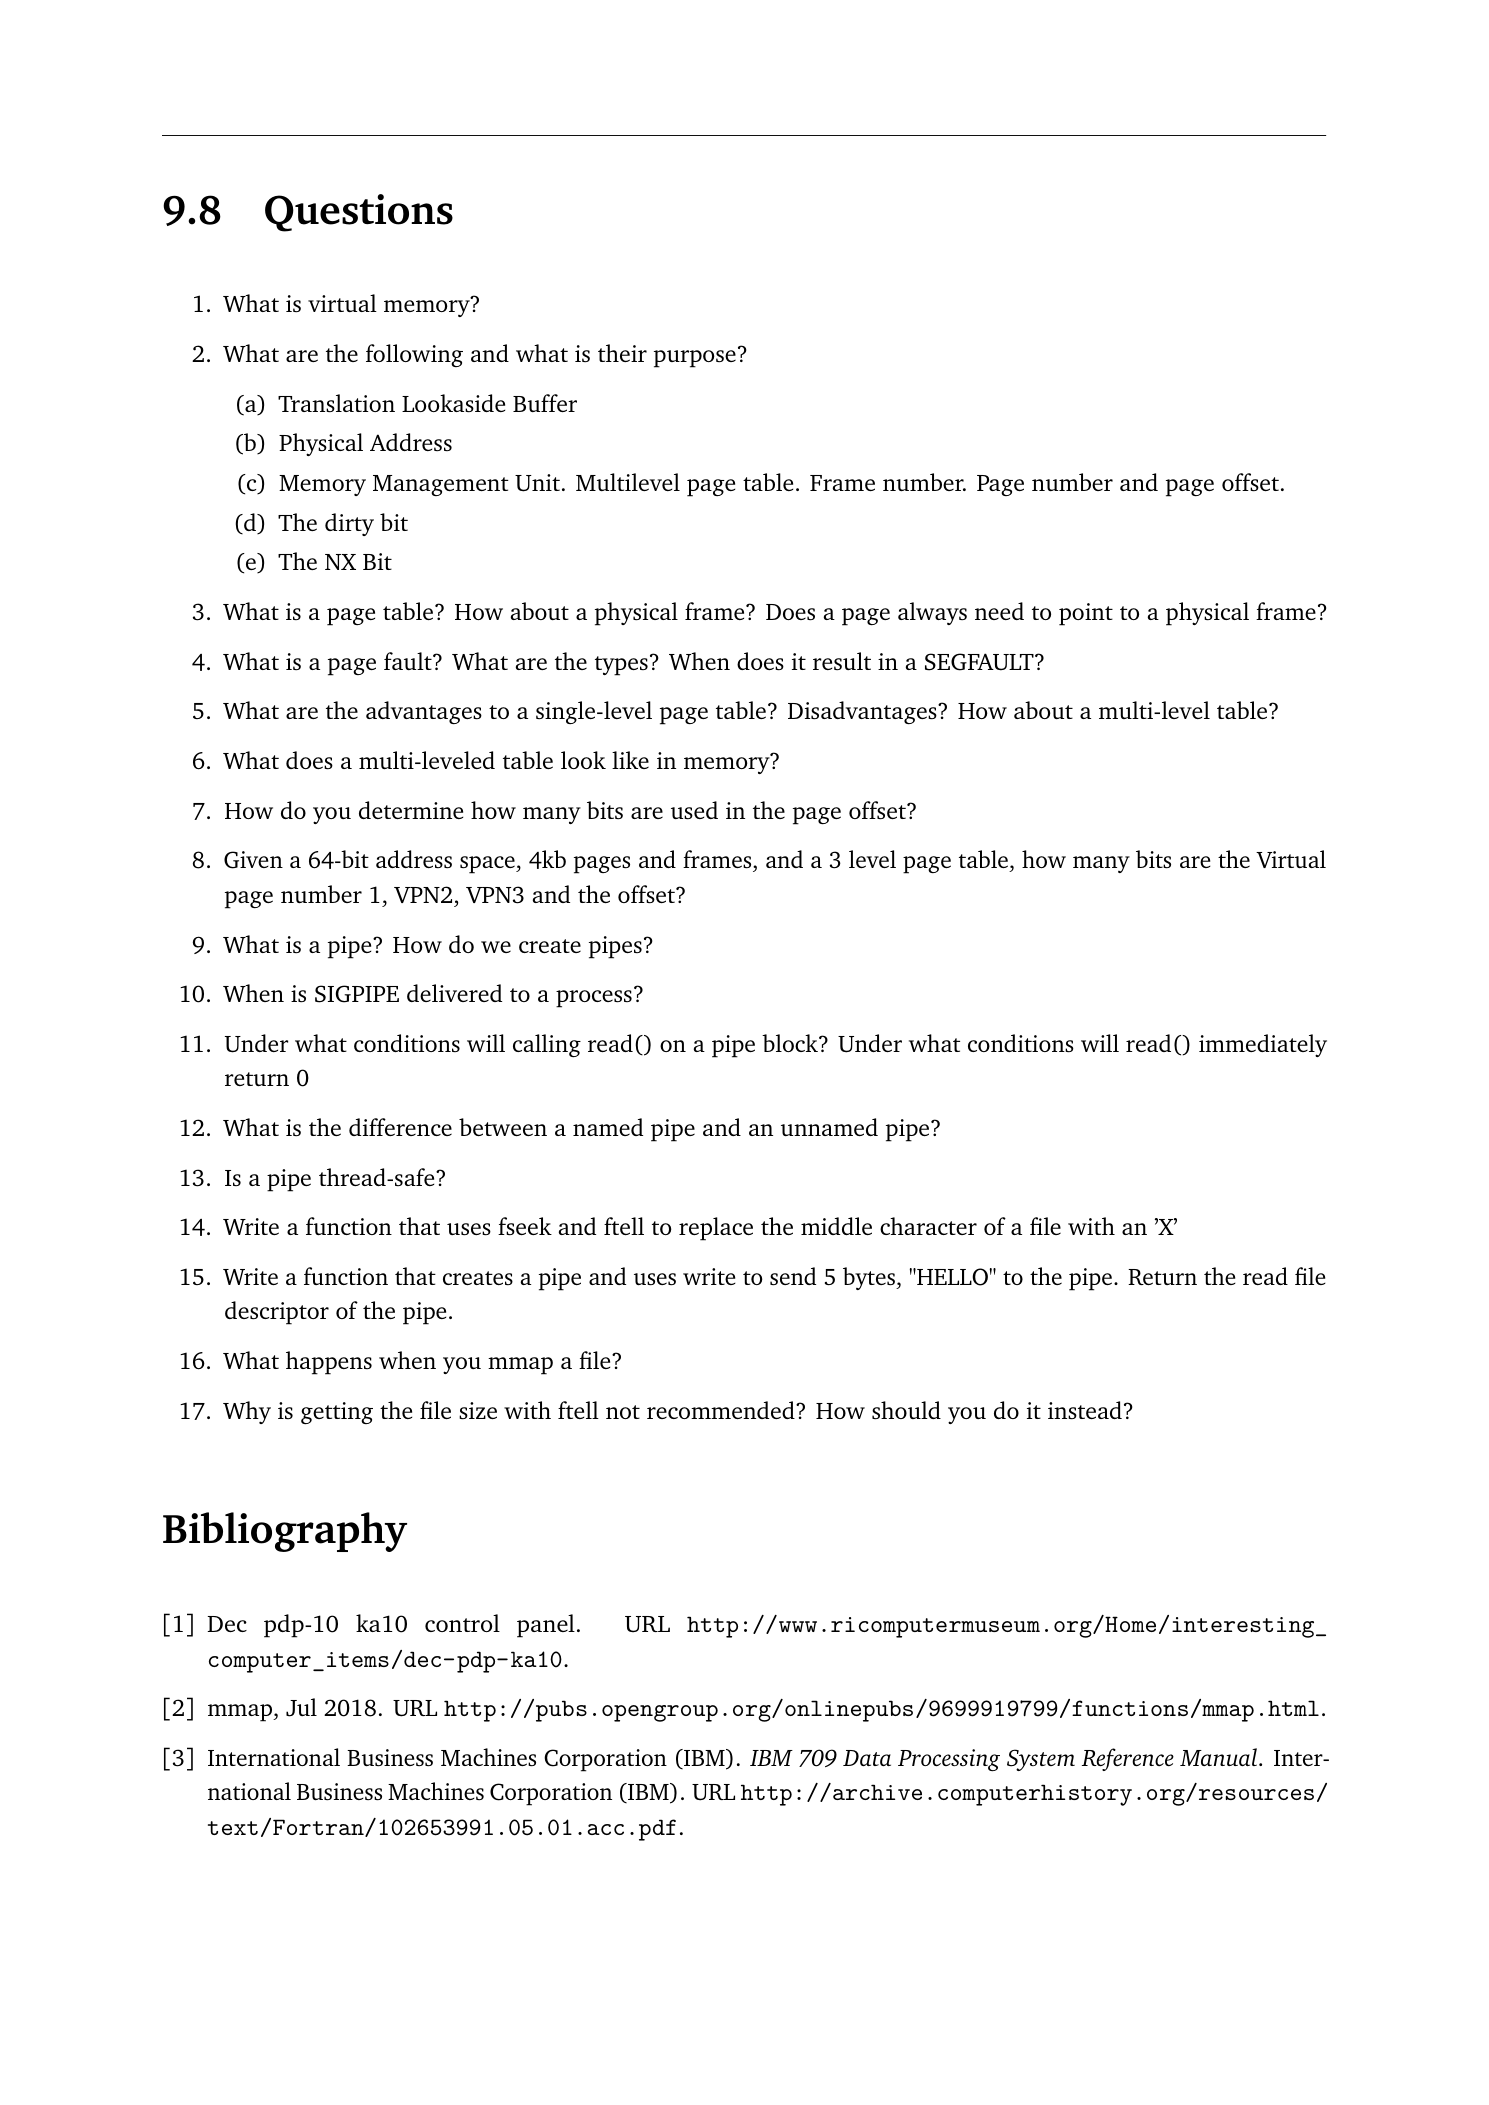 9.8 Questions
1. What is virtual memory?
2. What are the following and what is their purpose?
(a) Translation Lookaside Buffer
(b) Physical Address
(c) Memory Management Unit. Multilevel page table. Frame number. Page number and page offset.
(d) The dirty bit
(e) The NX Bit
3. What is a page table? How about a physical frame? Does a page always need to point to a physical frame?
4. What is a page fault? What are the types? When does it result in a SEGFAULT?
5. What are the advantages to a single-level page table? Disadvantages? How about a multi-level table?
6. What does a multi-leveled table look like in memory?
7. How do you determine how many bits are used in the page offset?
8. Given a 64-bit address space, 4kb pages and frames, and a 3 level page table, how many bits are the Virtual
page number 1, VPN2, VPN3 and the offset?
9. What is a pipe? How do we create pipes?
10. When is SIGPIPE delivered to a process?
11. Under what conditions will calling read() on a pipe block? Under what conditions will read() immediately
return 0
12. What is the difference between a named pipe and an unnamed pipe?
13. Is a pipe thread-safe?
14. Write a function that uses fseek and ftell to replace the middle character of a file with an ’X’
15. Write a function that creates a pipe and uses write to send 5 bytes, "HELLO" to the pipe. Return the read file
descriptor of the pipe.
16. What happens when you mmap a file?
17. Why is getting the file size with ftell not recommended? How should you do it instead?
Bibliography
[1] Dec pdp-10 ka10 control panel. URL http://www.ricomputermuseum.org/Home/interesting_
computer_items/dec-pdp-ka10.
[2] mmap, Jul 2018. URL http://pubs.opengroup.org/onlinepubs/9699919799/functions/mmap.html.
[3] International Business Machines Corporation (IBM). IBM 709 Data Processing System Reference Manual. Inter-
national Business Machines Corporation (IBM). URL http://archive.computerhistory.org/resources/
text/Fortran/102653991.05.01.acc.pdf.